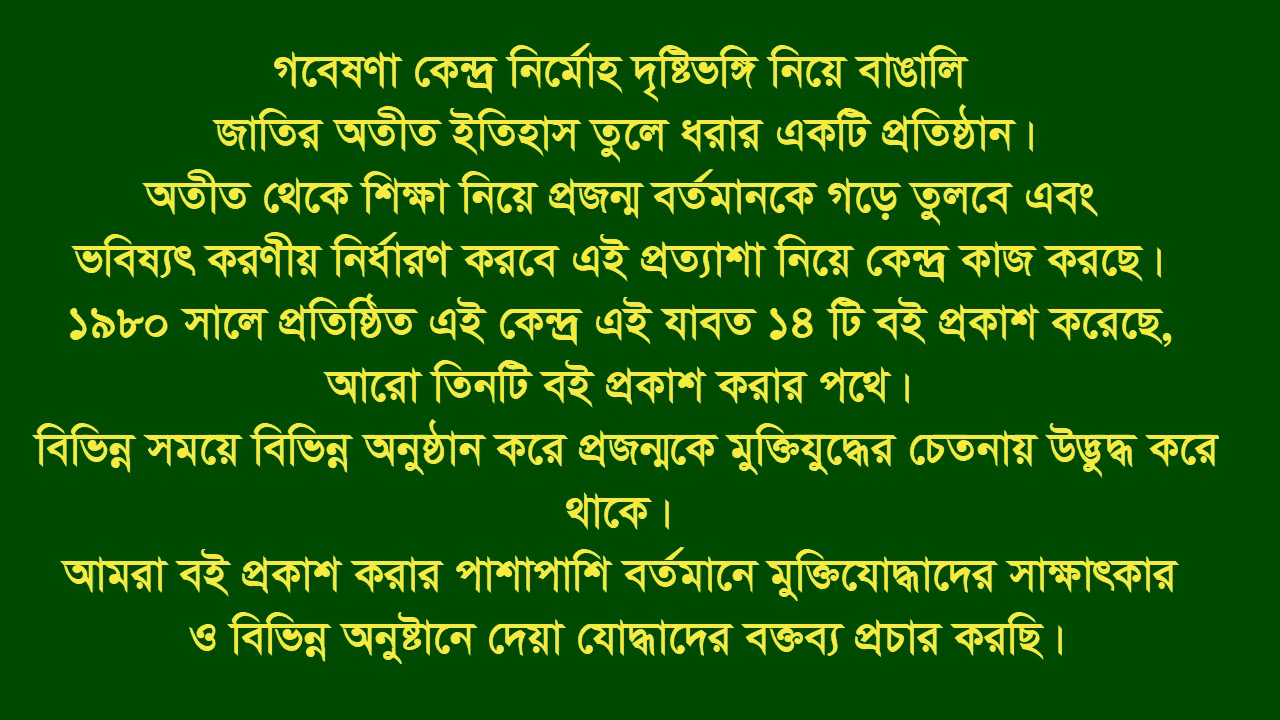 গবেষণা কেন্দ্র নির্মোহ দৃষ্টিভঙ্গি নিয়ে বাঙালি
জাতির অতীত ইতিহাস তুলে ধরার একটি প্রতিষ্ঠান।
অতীত থেকে শিক্ষা নিয়ে প্রজন্ম বর্তমানকে গড়ে তুলবে এবং
ভবিষ্যৎ করণীয় নির্ধারণ করবে এই প্রত্যাশা নিয়ে কেন্দ্র কাজ করছে।
১৯৮০ সালে প্রতিষ্ঠিত এই কেন্দ্র এই যাবত ১৪ টি বই প্রকাশ করেছে,
আরো তিনটি বই প্রকাশ করার পথে।
বিভিন্ন সময়ে বিভিন্ন অনুষ্ঠান করে প্রজন্মকে মুক্তিযুদ্ধের চেতনায় উদ্ভুদ্ধ করে
থাকে।
আমরা বই প্রকাশ করার পাশাপাশি বর্তমানে মুক্তিযোদ্ধাদের সাক্ষাৎকার
ও বিভিন্ন অনুষ্টানে দেয়া যোদ্ধাদের বক্তব্য প্রচার করছি।